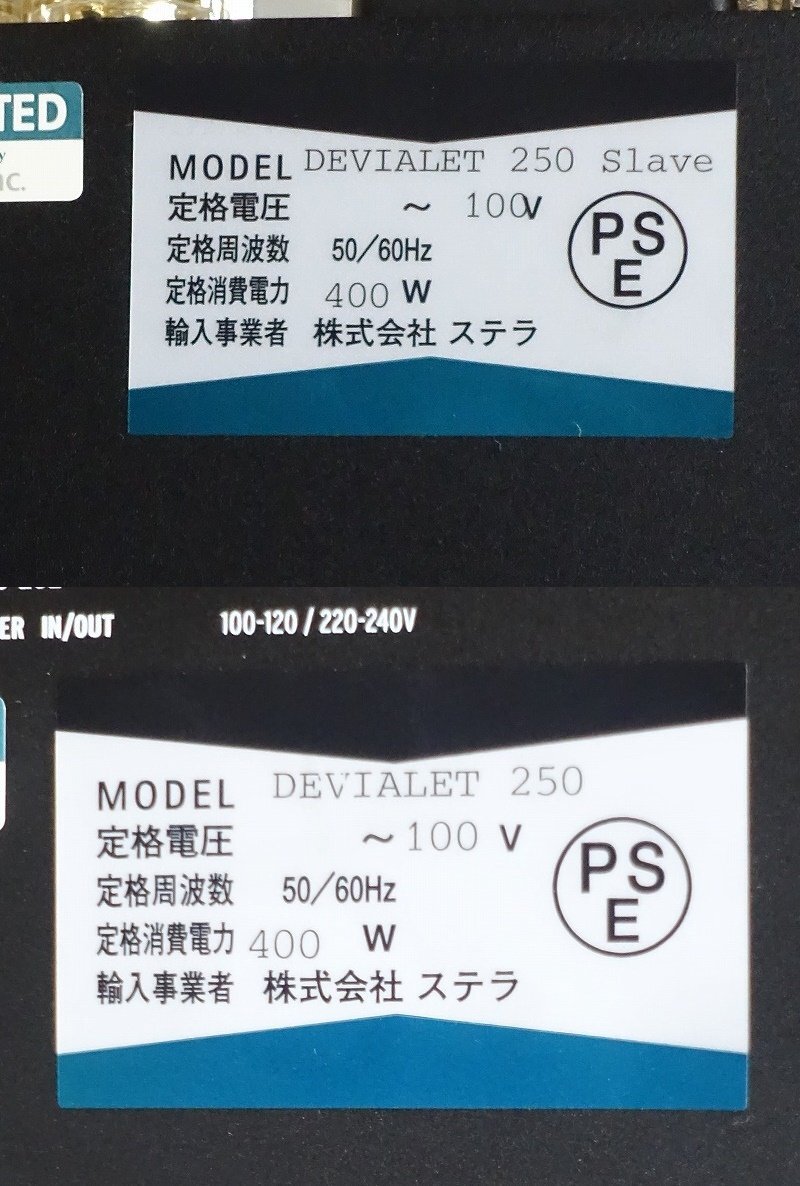 TED
y
nc.
MODEL DEVIALET 250 Slave
定格電圧 ～ 100V
定格周波数 50/60Hz
定格消費電力 400 W
輸入事業者 株式会社 ステラ
PSE
ER IN/OUT 100-120 / 220-240V
MODEL DEVIALET 250
定格電圧 ～100 V
定格周波数 50/60Hz
定格消費電力 400 W
輸入事業者 株式会社 ステラ
PSE